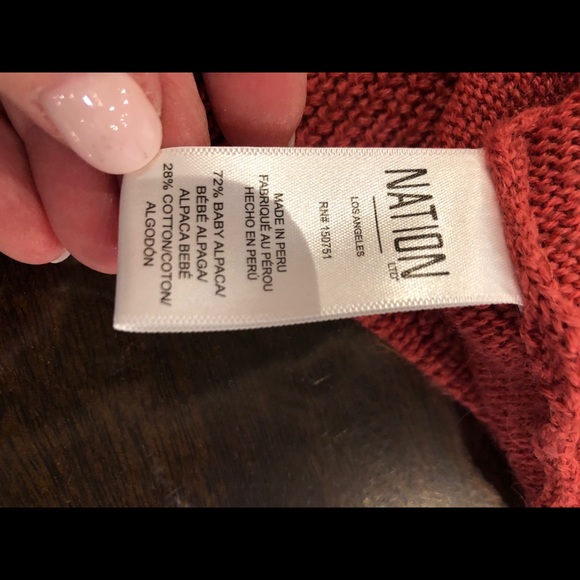 NATION
LTD™
LOS ANGELES
RN# 150751
MADE IN PERU
FABRIQUÉ AU PÉROU
HECHO EN PERÚ
72% BABY ALPACA/
BÉBÉ ALPAGA/
ALPACA BEBÉ
28% COTTON/COTON/
ALGODÓN